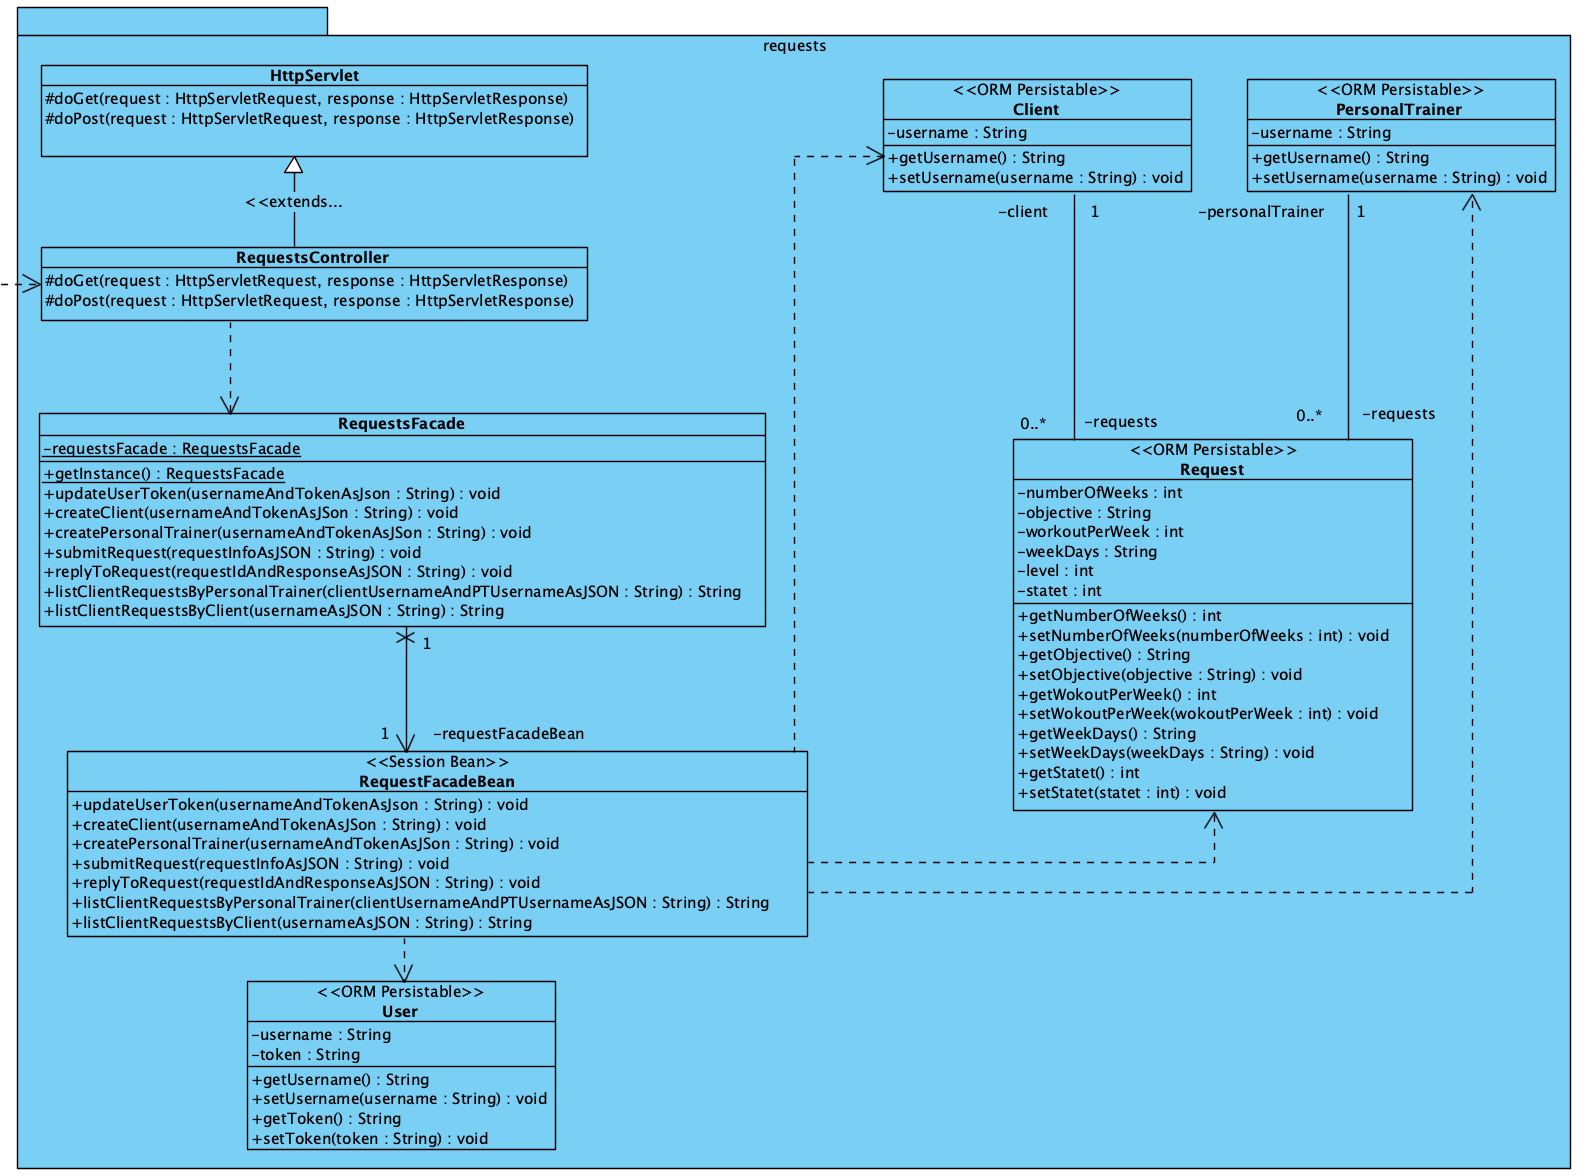 requests
HttpServlet
#doGet(request : HttpServletRequest, response : HttpServletResponse)
#doPost(request : HttpServletRequest, response : HttpServletResponse)
<<extends...
RequestsController
#doGet(request : HttpServletRequest, response : HttpServletResponse)
#doPost(request : HttpServletRequest, response : HttpServletResponse)
RequestsFacade
-requestsFacade : RequestsFacade
+getInstance() : RequestsFacade
+updateUserToken(usernameAndTokenAsJson : String) : void
+createClient(usernameAndTokenAsJSon : String) : void
+createPersonalTrainer(usernameAndTokenAsJSon : String) : void
+submitRequest(requestInfoAsJSON : String) : void
+replyToRequest(requestIdAndResponseAsJSON : String) : void
+listClientRequestsByPersonalTrainer(clientUsernameAndPTUsernameAsJSON : String) : String
+listClientRequestsByClient(usernameAsJSON : String) : String
1
1
-requestFacadeBean
<<Session Bean>>
RequestFacadeBean
+updateUserToken(usernameAndTokenAsJson : String) : void
+createClient(usernameAndTokenAsJSon : String) : void
+createPersonalTrainer(usernameAndTokenAsJSon : String) : void
+submitRequest(requestInfoAsJSON : String) : void
+replyToRequest(requestIdAndResponseAsJSON : String) : void
+listClientRequestsByPersonalTrainer(clientUsernameAndPTUsernameAsJSON : String) : String
+listClientRequestsByClient(usernameAsJSON : String) : String
<<ORM Persistable>>
User
-username : String
-token : String
+getUsername() : String
+setUsername(username : String) : void
+getToken() : String
+setToken(token : String) : void
<<ORM Persistable>>
Client
-username : String
+getUsername() : String
+setUsername(username : String) : void
<<ORM Persistable>>
PersonalTrainer
-username : String
+getUsername() : String
+setUsername(username : String) : void
-client 1
-personalTrainer 1
0..* -requests
0..* -requests
<<ORM Persistable>>
Request
-numberOfWeeks : int
-objective : String
-workoutPerWeek : int
-weekDays : String
-level : int
-statet : int
+getNumberOfWeeks() : int
+setNumberOfWeeks(numberOfWeeks : int) : void
+getObjective() : String
+setObjective(objective : String) : void
+getWokoutPerWeek() : int
+setWokoutPerWeek(wokoutPerWeek : int) : void
+getWeekDays() : String
+setWeekDays(weekDays : String) : void
+getStatet() : int
+setStatet(statet : int) : void